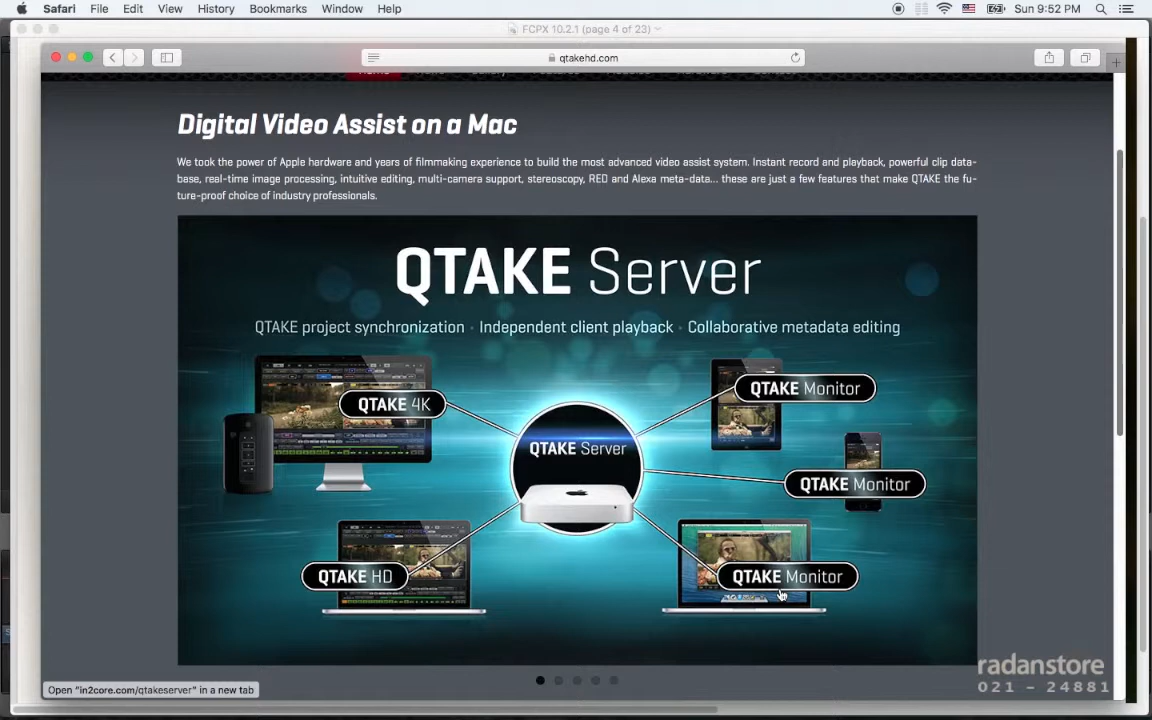 Safari File Edit View History Bookmarks Window Help Sun 9:52 PM
FCPX 10.2.1 (page 4 of 23)
qtakehd.com
Digital Video Assist on a Mac
We took the power of Apple hardware and years of filmmaking experience to build the most advanced video assist system. Instant record and playback, powerful clip data-
base, real-time image processing, intuitive editing, multi-camera support, stereoscopy, RED and Alexa meta-data... these are just a few features that make QTAKE the fu-
ture-proof choice of industry professionals.
QTAKE Server
QTAKE project synchronization • Independent client playback • Collaborative metadata editing
QTAKE Monitor
QTAKE 4K
QTAKE Server
QTAKE Monitor
QTAKE HD
QTAKE Monitor
radanstore
021 - 24881
Open "in2core.com/qtakeserver" in a new tab